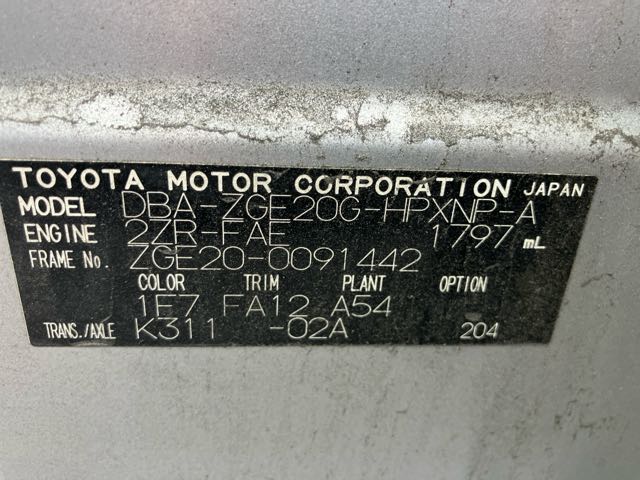 TOYOTA MOTOR CORPORATION JAPAN
MODEL DBA-ZGE20G-HPXNP-A
ENGINE 2ZR-FAE 1797 mL
FRAME No. ZGE20-0091442
COLOR TRIM PLANT OPTION
1F7 FA12 A54
TRANS./AXLE K311 -02A 204